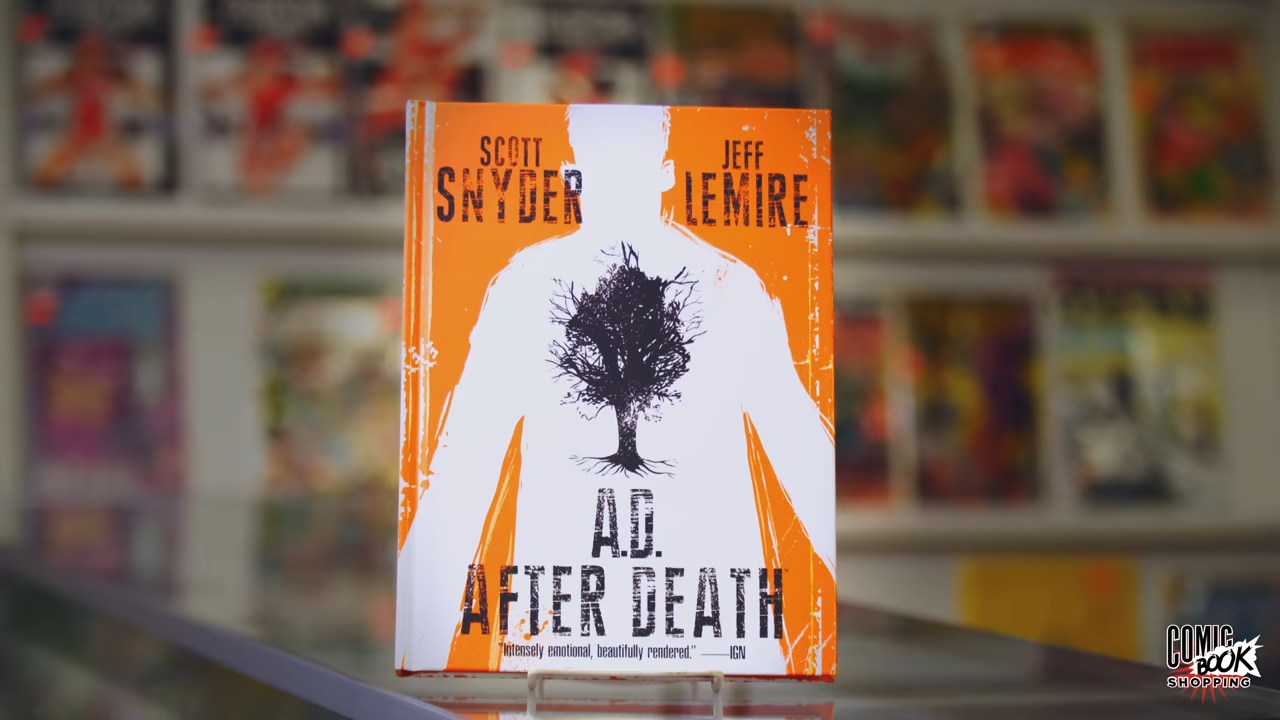 SCOTT
SNYDER
JEFF
LEMIRE
A.D.
AFTER DEATH
"Intensely emotional, beautifully rendered." —IGN
COMIC
BOOK
SHOPPING